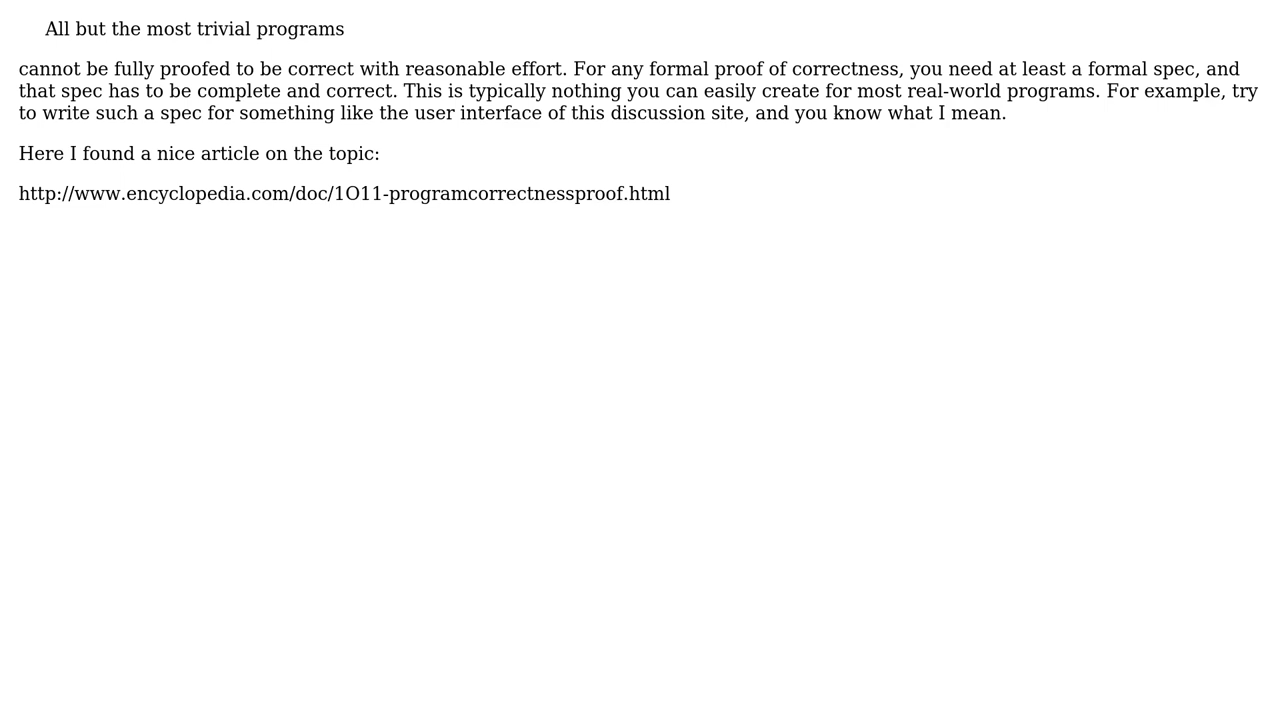 All but the most trivial programs
cannot be fully proofed to be correct with reasonable effort. For any formal proof of correctness, you need at least a formal spec, and
that spec has to be complete and correct. This is typically nothing you can easily create for most real-world programs. For example, try
to write such a spec for something like the user interface of this discussion site, and you know what I mean.
Here I found a nice article on the topic:
http://www.encyclopedia.com/doc/1O11-programcorrectnessproof.html